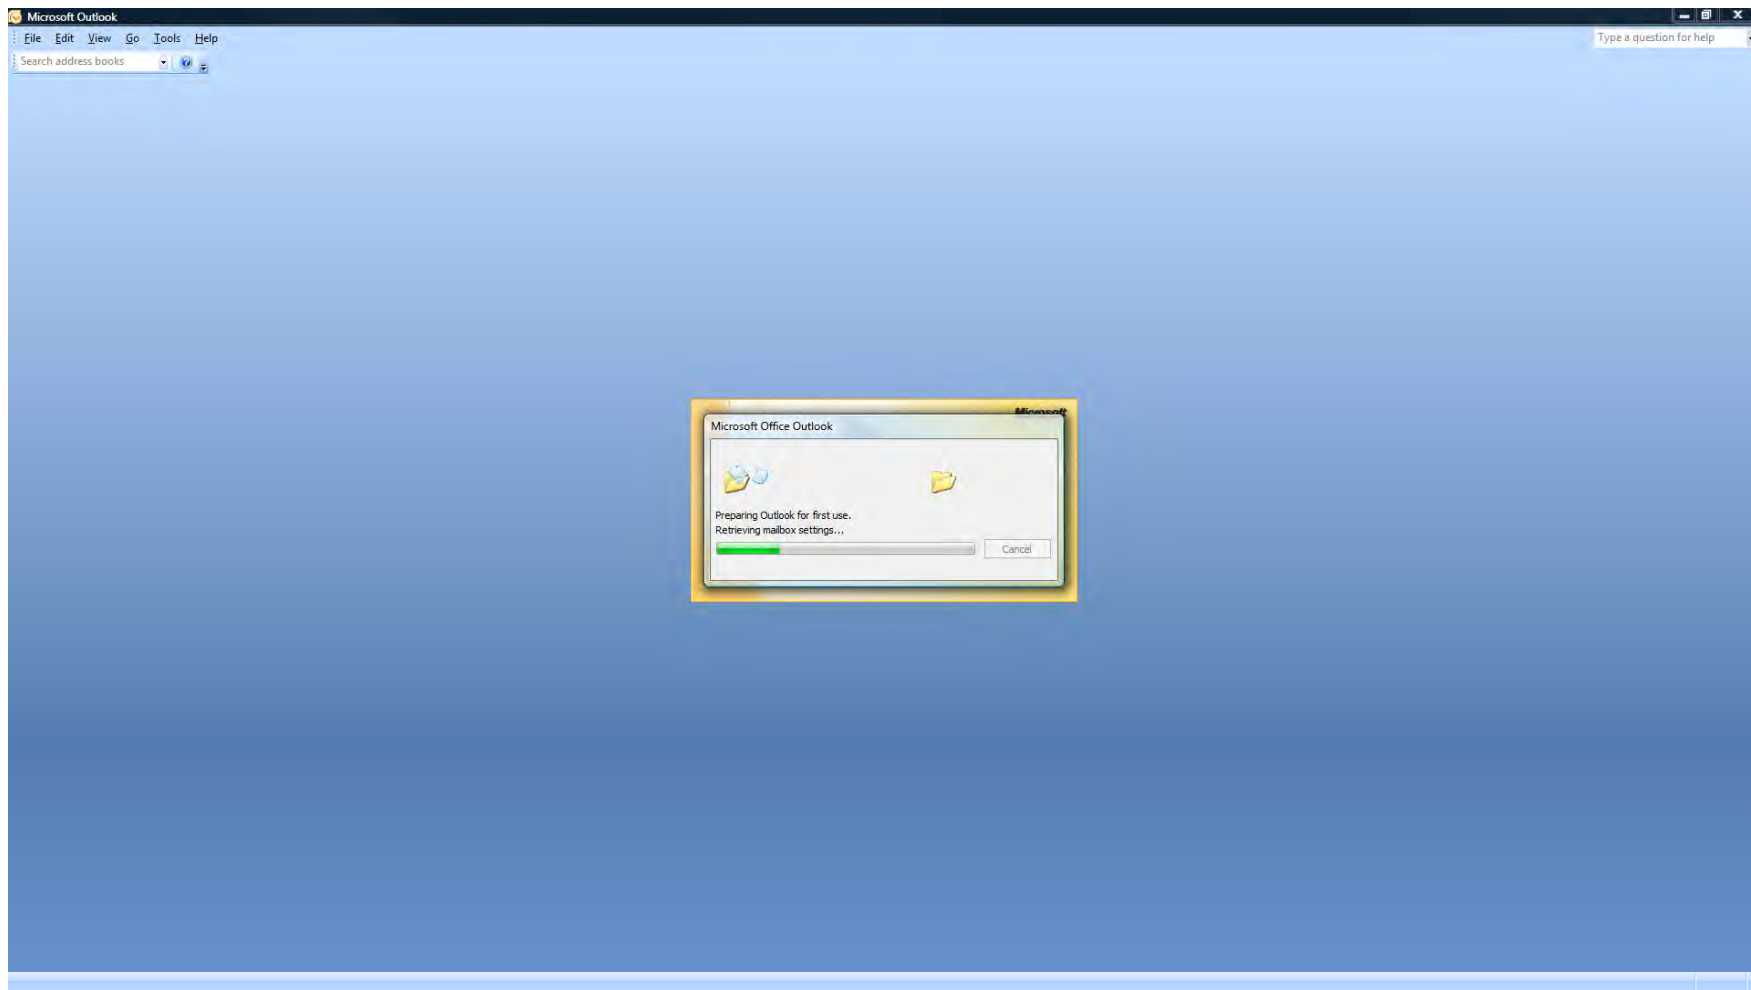 Microsoft Outlook
File Edit View Go Tools Help
Type a question for help
Search address books
Microsoft
Microsoft Office Outlook
Preparing Outlook for first use.
Retrieving mailbox settings...
Cancel